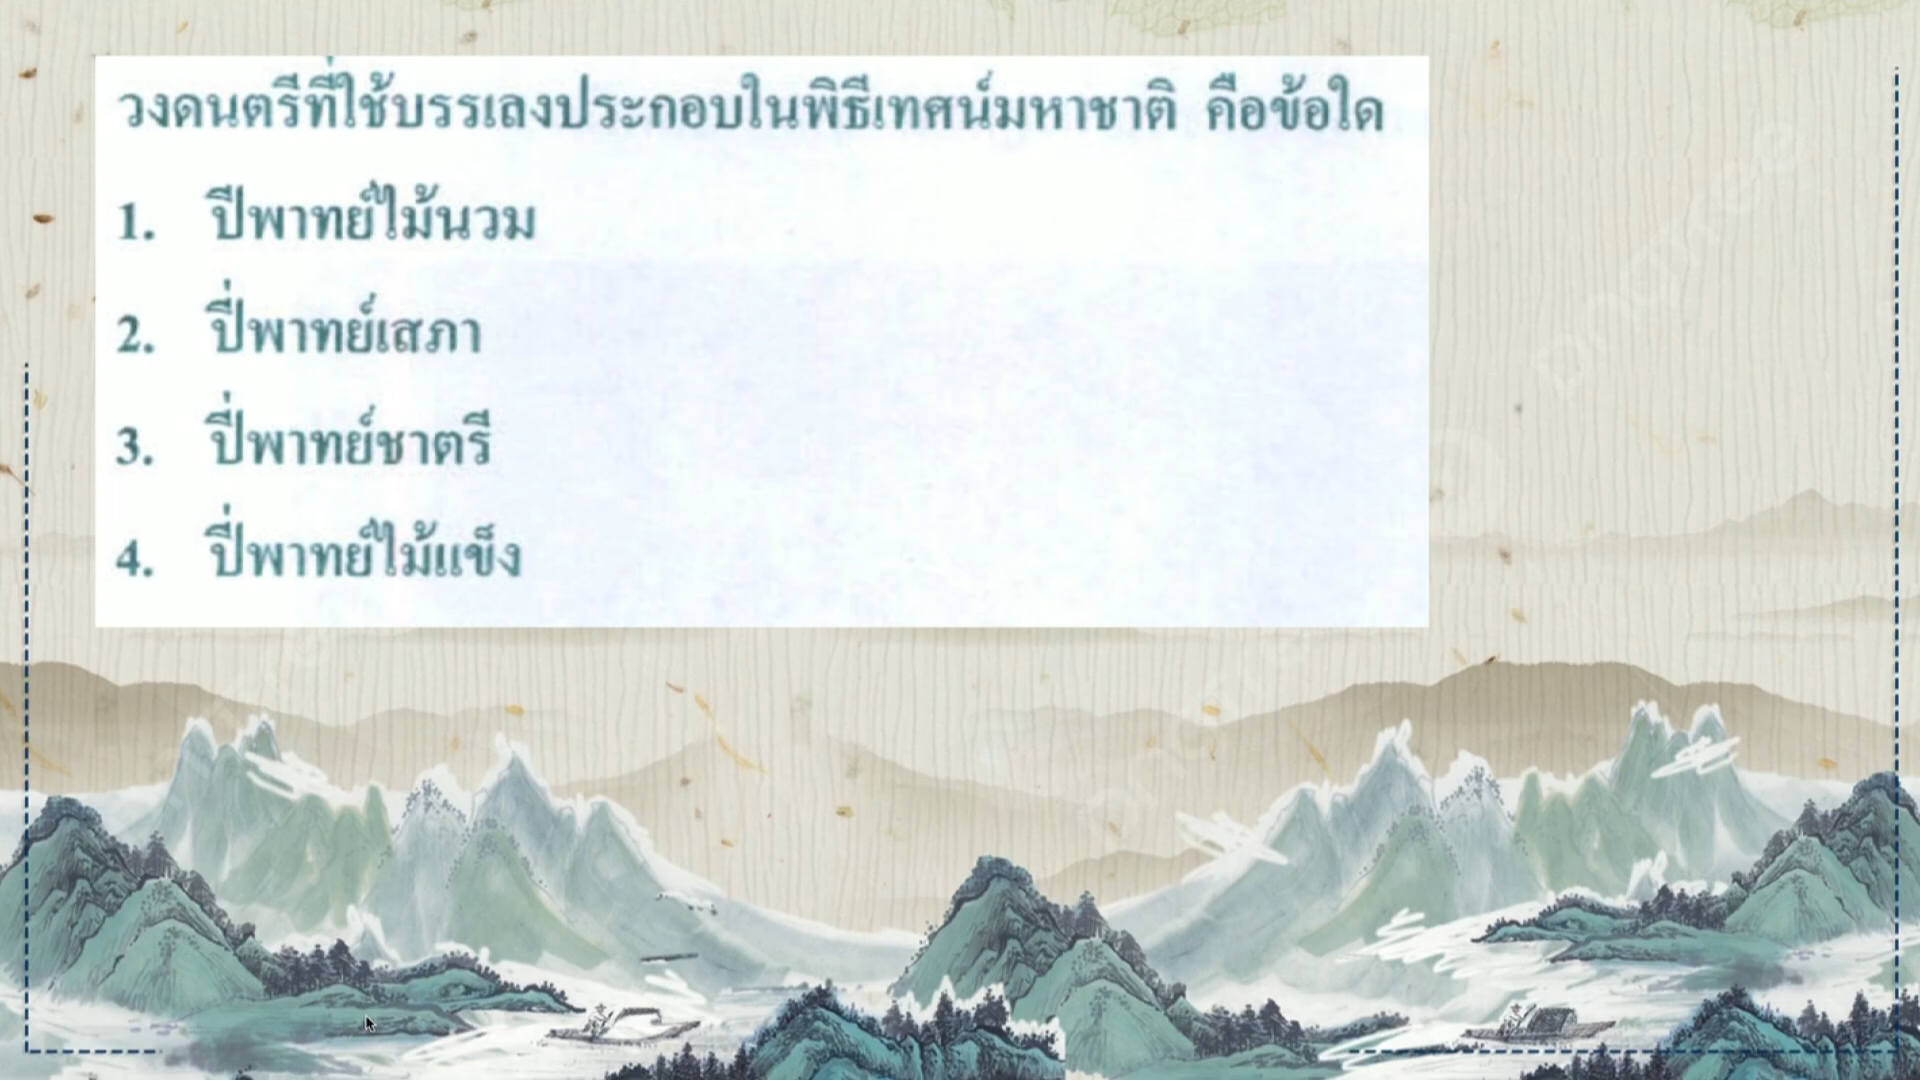 วงดนตรีที่ใช้บรรเลงประกอบในพิธีเทศน์มหาชาติ คือข้อใด
1. ปี่พาทย์ไม้นวม
2. ปี่พาทย์เสภา
3. ปี่พาทย์ชาตรี
4. ปี่พาทย์ไม้แข็ง